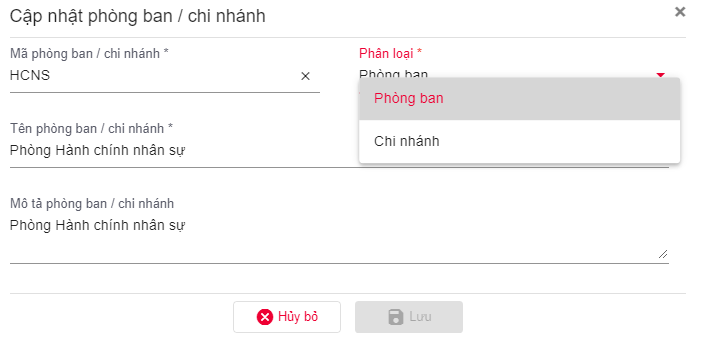 Cập nhật phòng ban / chi nhánh
Mã phòng ban / chi nhánh *
HCNS
Phân loại *
Phòng ban
Phòng ban
Chi nhánh
Tên phòng ban / chi nhánh *
Phòng Hành chính nhân sự
Mô tả phòng ban / chi nhánh
Phòng Hành chính nhân sự
Hủy bỏ
Lưu